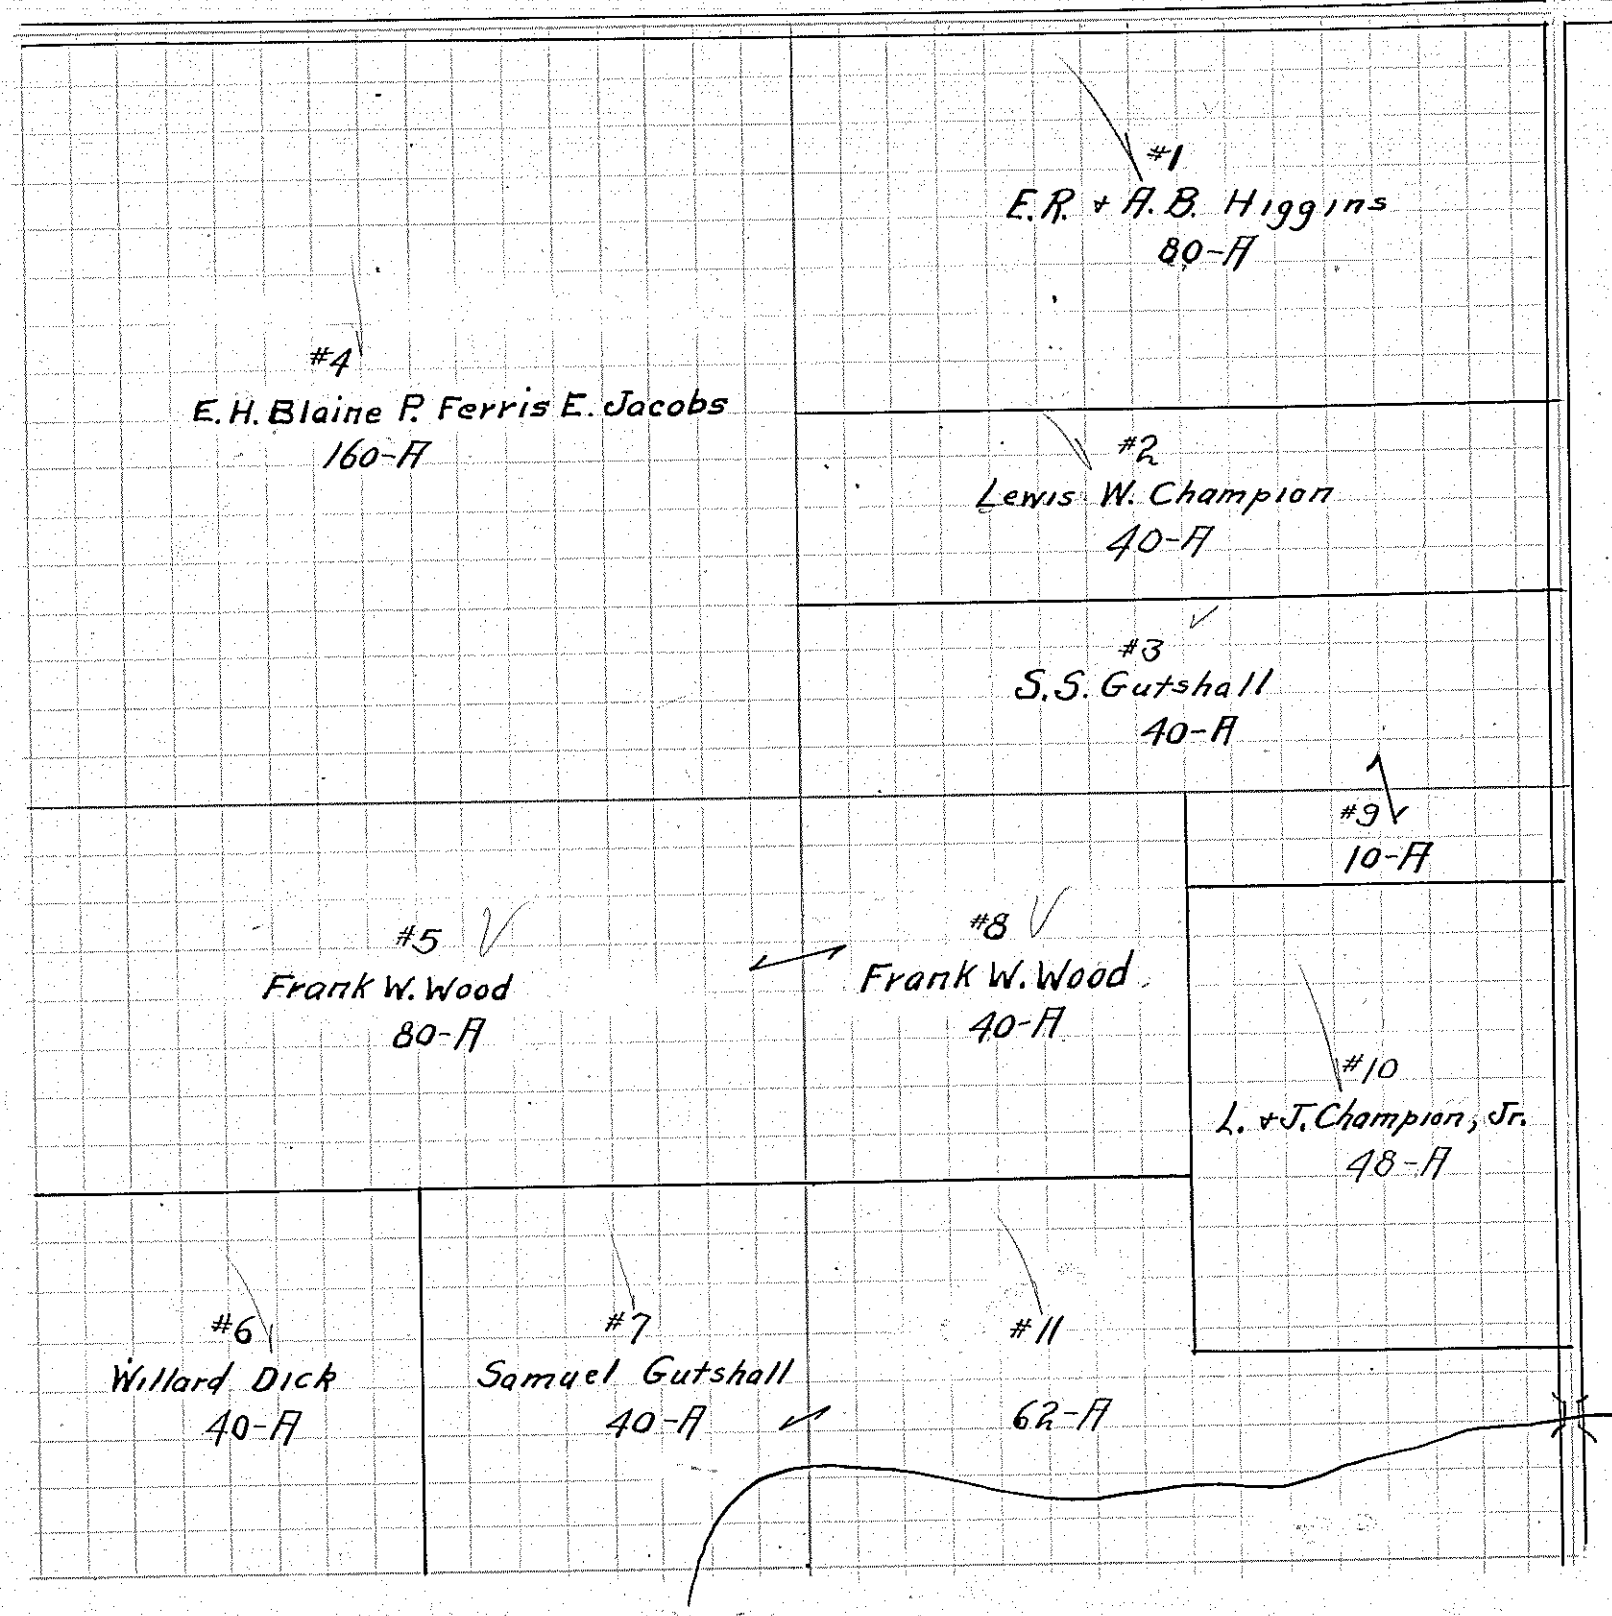 #1
E.R. & A.B. Higgins
80-A
#4
E.H. Blaine P. Ferris E. Jacobs
160-A
#2
Lewis W. Champion
40-A
#3
S.S. Gutshall
40-A
#9
10-A
#5
Frank W. Wood
80-A
#8
Frank W. Wood
40-A
#10
L. & J. Champion, Jr.
48-A
#6
Willard Dick
40-A
#7
Samuel Gutshall
40-A
#11
62-A